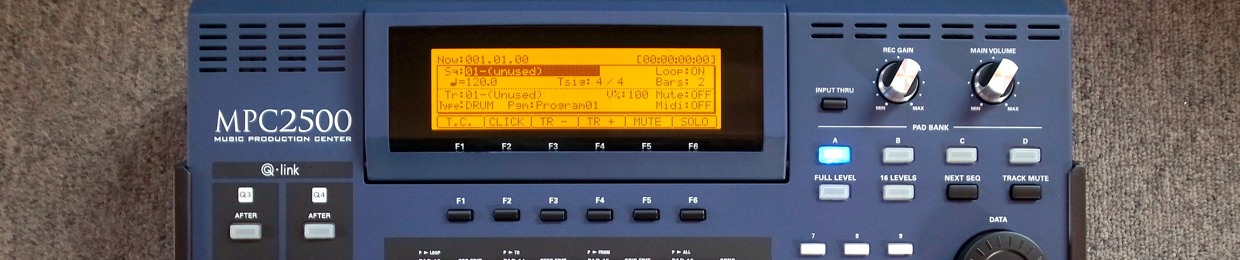 Now:001.01.00 [00:00:00:00]
Sq:01-(unused) Loop:ON
♩=120.0 Tsig: 4/4 Bars: 2
Tr:01-(Unused) V%:100 Mute:OFF
Type:DRUM Pgm:Program01 Midi:OFF
T.C. CLICK TR - TR + MUTE SOLO
F1 F2 F3 F4 F5 F6
MPC2500
MUSIC PRODUCTION CENTER
Q·link
Q3 Q4
AFTER AFTER
F1 F2 F3 F4 F5 F6
P ► LOOP P ► TO P ► FROM P ► ALL
REC GAIN MAIN VOLUME
INPUT THRU
MIN MAX MIN MAX
PAD BANK
A B C D
FULL LEVEL 16 LEVELS NEXT SEQ TRACK MUTE
DATA
7 8 9